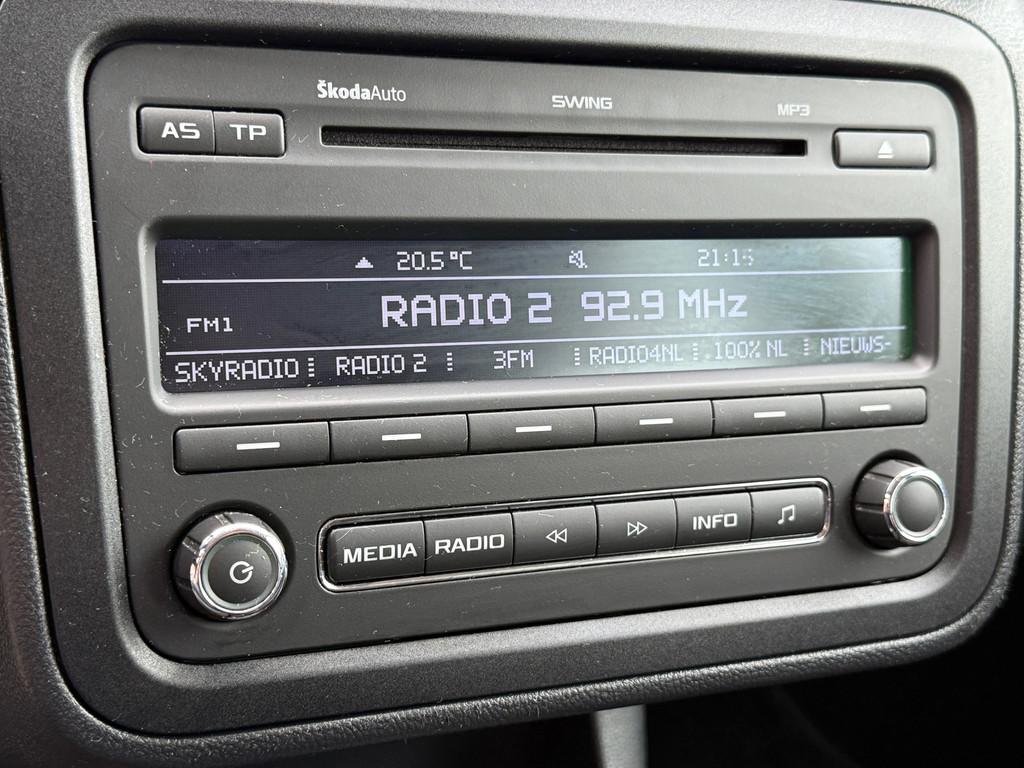 ŠkodaAuto SWING MP3
AS TP
20.5°C 21:15
FM1 RADIO 2 92.9 MHz
SKYRADIO RADIO 2 3FM RADIO4NL 100% NL NIEUWS-
MEDIA RADIO INFO